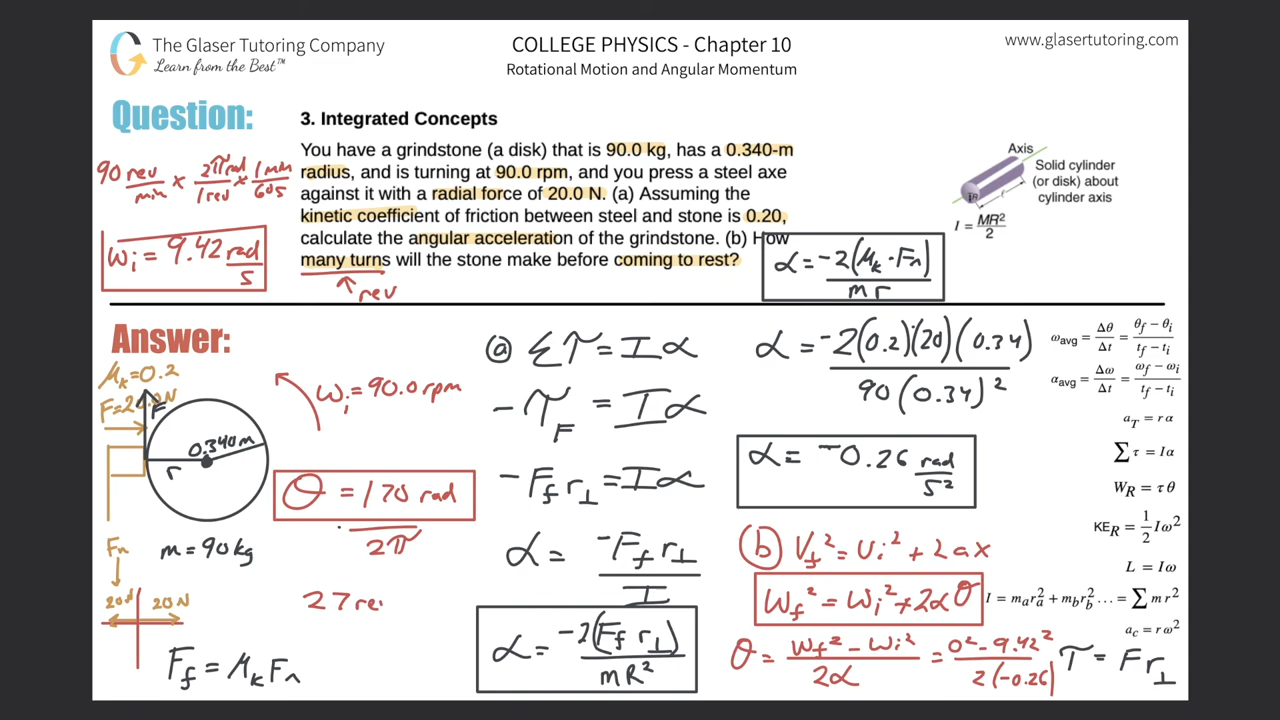 The Glaser Tutoring Company
Learn from the Best™
COLLEGE PHYSICS - Chapter 10
Rotational Motion and Angular Momentum
www.glasertutoring.com
Question:
3. Integrated Concepts
You have a grindstone (a disk) that is 90.0 kg, has a 0.340-m
radius, and is turning at 90.0 rpm, and you press a steel axe
against it with a radial force of 20.0 N. (a) Assuming the
kinetic coefficient of friction between steel and stone is 0.20,
calculate the angular acceleration of the grindstone. (b) How
many turns will the stone make before coming to rest?
↑ rev
90 rev/min × 2π rad/1 rev × 1 min/60s
ωi = 9.42 rad/s
Axis
Solid cylinder
(or disk) about
cylinder axis
R
ℓ
I = MR²/2
α = -2(μk · Fn)/mr
Answer:
μk = 0.2
F
0.340m
r
m = 90 kg
Fn
20N
Ff = μk Fn
ωi = 90.0 rpm
θ = 170 rad
2π
27 re
(a) Στ = Iα
-τF = Iα
-Ff r⊥ = Iα
α = -Ff r⊥/I
α = -2(Ff r⊥)/mR²
α = -2(0.2)(20)(0.34)/90(0.34)²
α = -0.26 rad/s²
(b) Vf² = Vi² + 2ax
ωf² = ωi² + 2αθ
θ = ωf² - ωi²/2α = 0² - 9.42²/2(-0.26)
τ = F r⊥
ωavg = Δθ/Δt = θf − θi/tf − ti
αavg = Δω/Δt = ωf − ωi/tf − ti
aT = rα
∑ τ = Iα
WR = τθ
KER = 1/2 Iω²
L = Iω
I = mara² + mbrb² … = ∑ mr²
ac = rω²